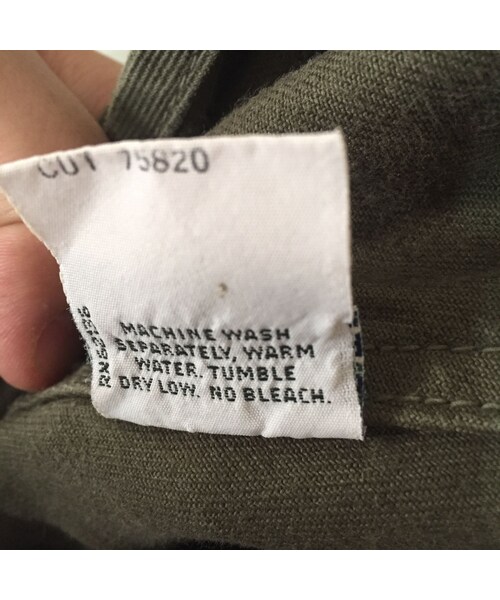 CUT 75820
MACHINE WASH
SEPARATELY, WARM
WATER. TUMBLE
DRY LOW. NO BLEACH.